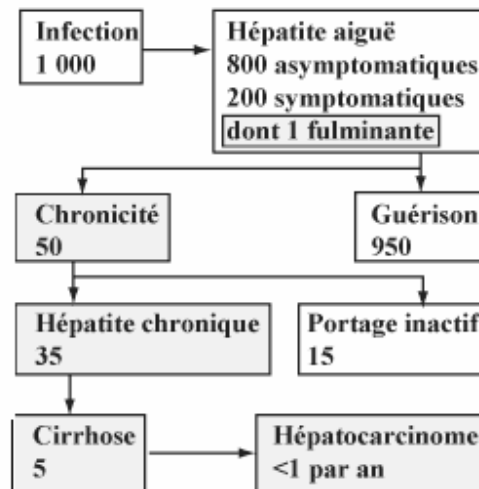 Infection
1 000
Hépatite aiguë
800 asymptomatiques
200 symptomatiques
dont 1 fulminante
Chronicité
50
Guérison
950
Hépatite chronique
35
Portage inactif
15
Cirrhose
5
Hépatocarcinome
<1 par an